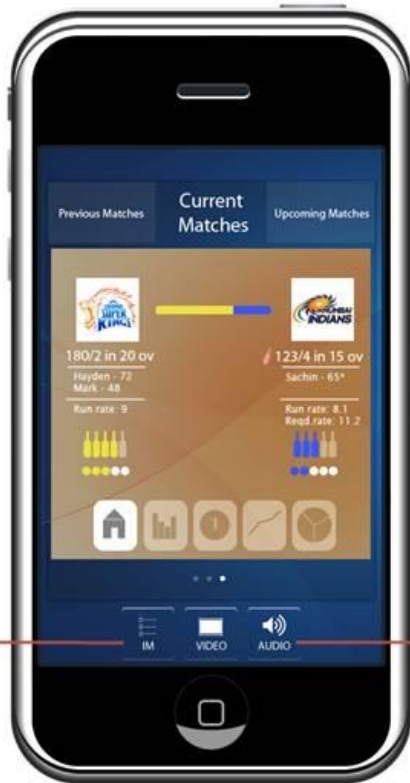 Previous Matches
Current
Matches
Upcoming Matches
SUPER
KINGS
MUMBAI
INDIANS
180/2 in 20 ov
123/4 in 15 ov
Hayden - 72
Mark - 48
Sachin - 65*
Run rate: 9
Run rate: 8.1
Reqd.rate: 11.2
IM
VIDEO
AUDIO